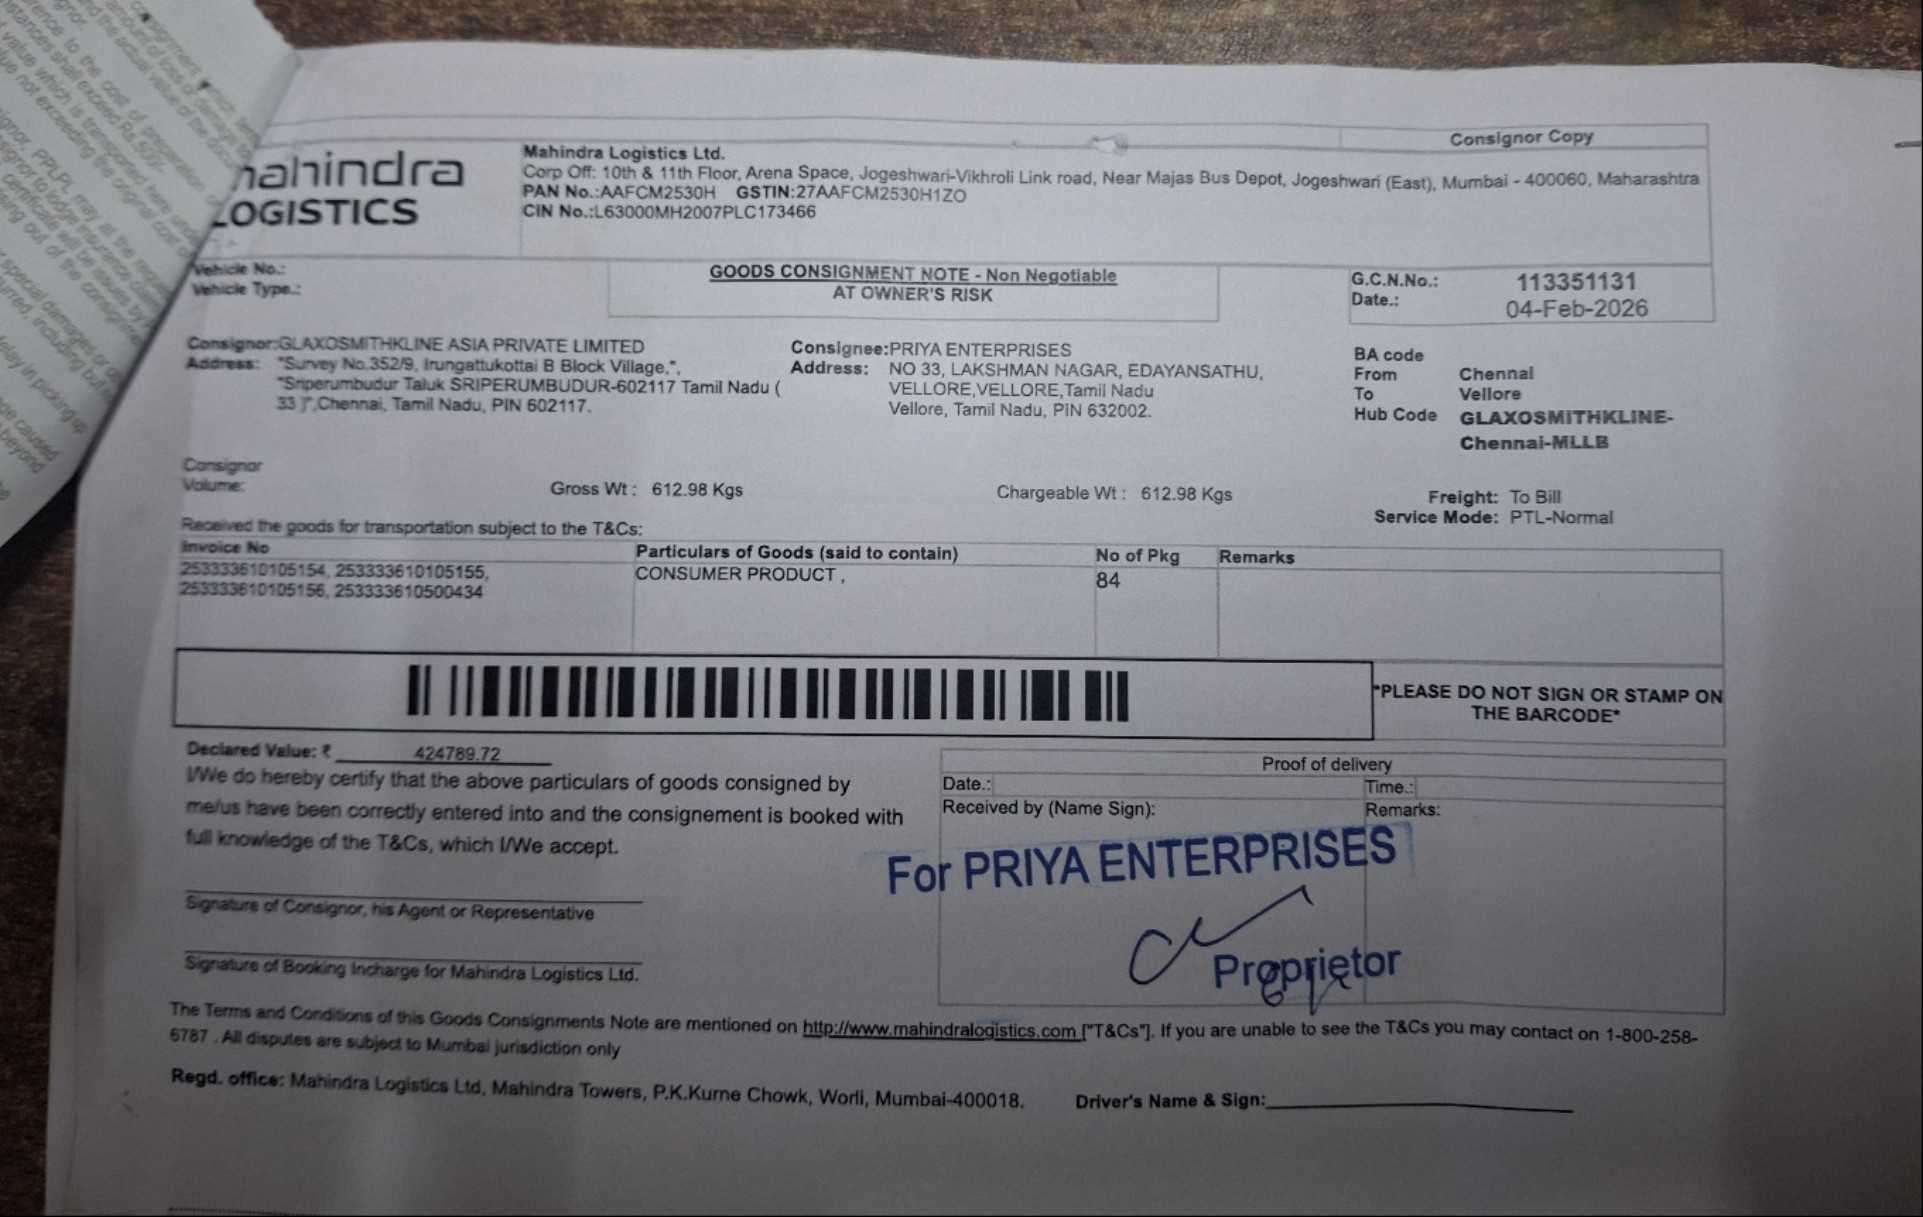 Consignor Copy
mahindra
LOGISTICS
Mahindra Logistics Ltd.
Corp Off: 10th & 11th Floor, Arena Space, Jogeshwari-Vikhroli Link road, Near Majas Bus Depot, Jogeshwari (East), Mumbai - 400060, Maharashtra
PAN No.:AAFCM2530H GSTIN:27AAFCM2530H1ZO
CIN No.:L63000MH2007PLC173466
Vehicle No.:
Vehicle Type.:
GOODS CONSIGNMENT NOTE - Non Negotiable
AT OWNER'S RISK
G.C.N.No.: 113351131
Date.: 04-Feb-2026
Consignor:GLAXOSMITHKLINE ASIA PRIVATE LIMITED
Address: "Survey No.352/9, Irungattukottai B Block Village,",
"Sriperumbudur Taluk SRIPERUMBUDUR-602117 Tamil Nadu (
33 )",Chennai, Tamil Nadu, PIN 602117.
Consignee:PRIYA ENTERPRISES
Address: NO 33, LAKSHMAN NAGAR, EDAYANSATHU,
VELLORE,VELLORE,Tamil Nadu
Vellore, Tamil Nadu, PIN 632002.
BA code
From Chennai
To Vellore
Hub Code GLAXOSMITHKLINE-
Chennai-MLLB
Consignor
Volume:
Gross Wt : 612.98 Kgs
Chargeable Wt : 612.98 Kgs
Freight: To Bill
Service Mode: PTL-Normal
Received the goods for transportation subject to the T&Cs:
Invoice No Particulars of Goods (said to contain) No of Pkg Remarks
253333610105154, 253333610105155, CONSUMER PRODUCT , 84
253333610105156, 253333610500434
*PLEASE DO NOT SIGN OR STAMP ON
THE BARCODE*
Declared Value: ₹ 424789.72
I/We do hereby certify that the above particulars of goods consigned by
me/us have been correctly entered into and the consignement is booked with
full knowledge of the T&Cs, which I/We accept.
Signature of Consignor, his Agent or Representative
Signature of Booking Incharge for Mahindra Logistics Ltd.
Proof of delivery
Date.: Time.:
Received by (Name Sign): Remarks:
For PRIYA ENTERPRISES
Proprietor
The Terms and Conditions of this Goods Consignments Note are mentioned on http://www.mahindralogistics.com ["T&Cs"]. If you are unable to see the T&Cs you may contact on 1-800-258-
6787 . All disputes are subject to Mumbai jurisdiction only
Regd. office: Mahindra Logistics Ltd, Mahindra Towers, P.K.Kurne Chowk, Worli, Mumbai-400018.
Driver's Name & Sign: